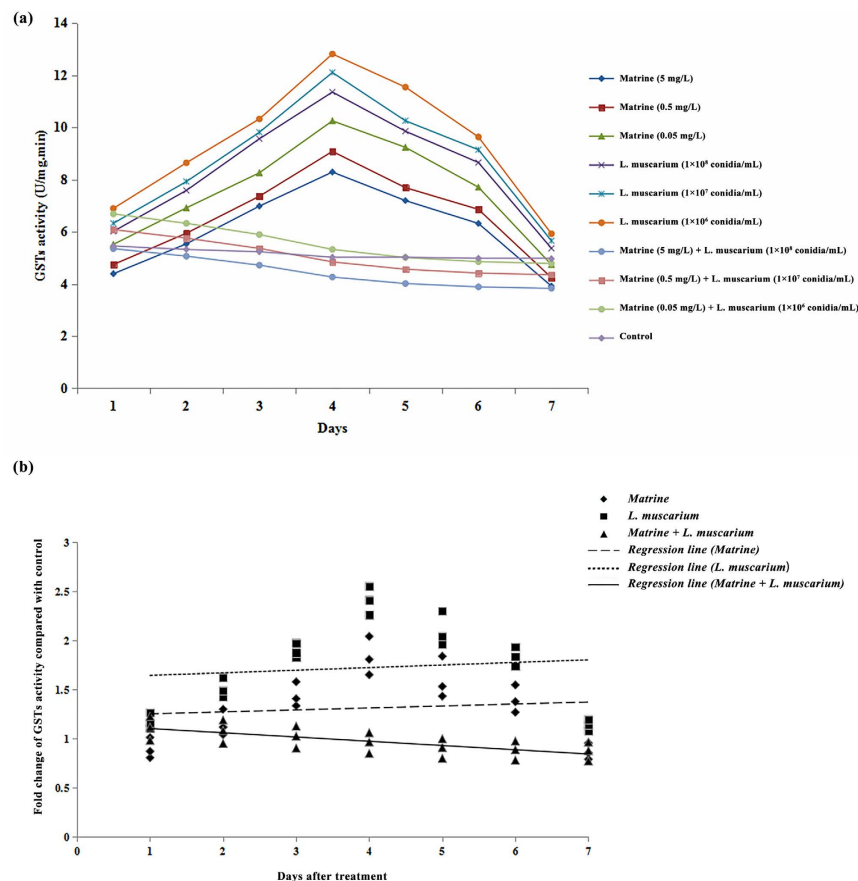 (a)
14
12
10
8
6
4
2
0
GSTs activity (U/mg.min)
1 2 3 4 5 6 7
Days
Matrine (5 mg/L)
Matrine (0.5 mg/L)
Matrine (0.05 mg/L)
L. muscarium (1×10⁸ conidia/mL)
L. muscarium (1×10⁷ conidia/mL)
L. muscarium (1×10⁶ conidia/mL)
Matrine (5 mg/L) + L. muscarium (1×10⁸ conidia/mL)
Matrine (0.5 mg/L) + L. muscarium (1×10⁷ conidia/mL)
Matrine (0.05 mg/L) + L. muscarium (1×10⁶ conidia/mL)
Control
(b)
Matrine
L. muscarium
Matrine + L. muscarium
Regression line (Matrine)
Regression line (L. muscarium)
Regression line (Matrine + L. muscarium)
3
2.5
2
1.5
1
0.5
0
Fold change of GSTs activity compared with control
0 1 2 3 4 5 6 7
Days after treatment